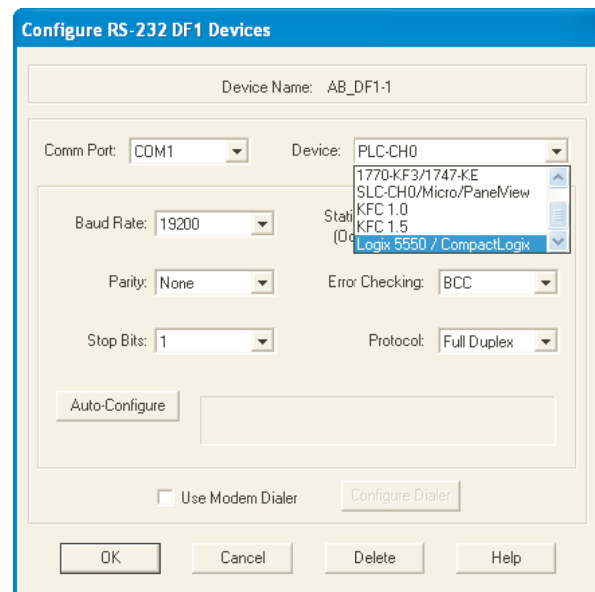 Configure RS-232 DF1 Devices
Device Name: AB_DF1-1
Comm Port: COM1 Device: PLC-CH0
1770-KF3/1747-KE
SLC-CH0/Micro/PanelView
KFC 1.0
KFC 1.5
Logix 5550 / CompactLogix
Baud Rate: 19200
Parity: None Error Checking: BCC
Stop Bits: 1 Protocol: Full Duplex
Auto-Configure
Use Modem Dialer Configure Dialer
OK Cancel Delete Help